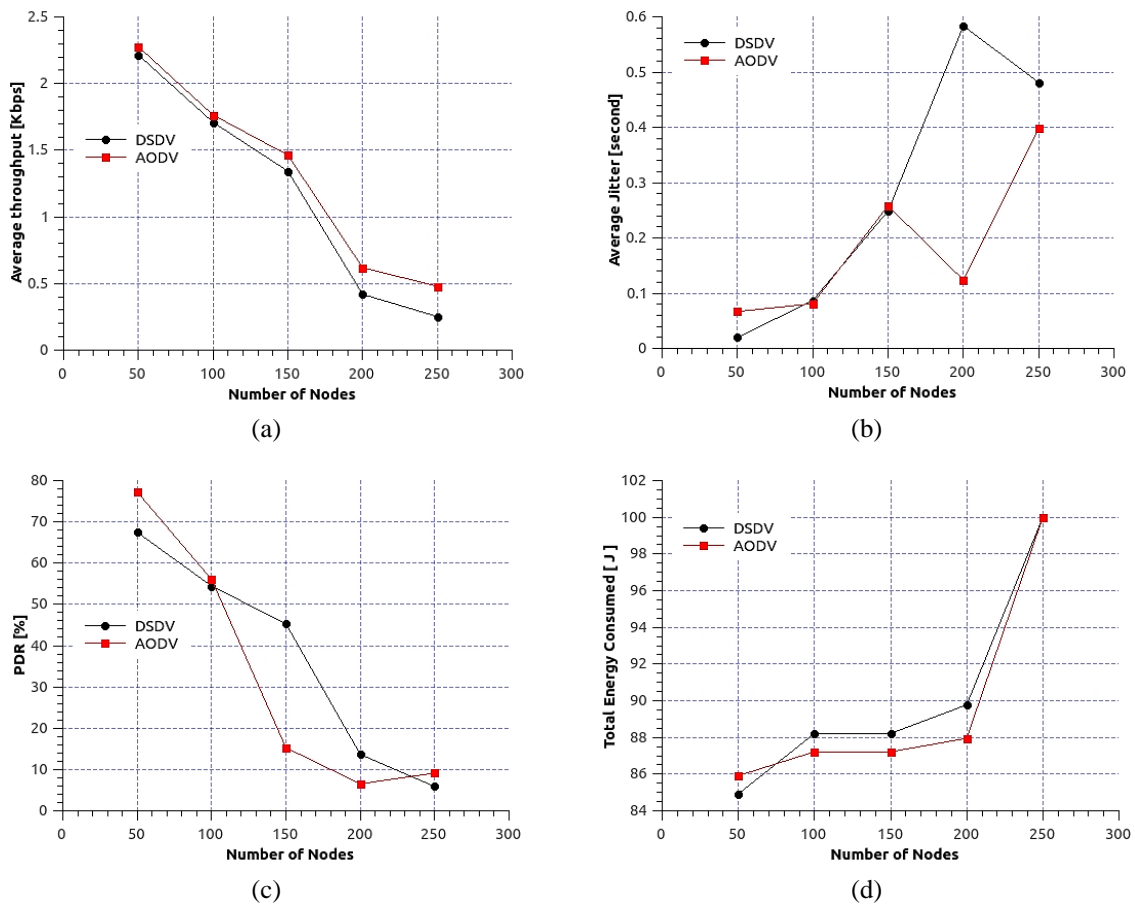 2.5
2
1.5
1
0.5
0
Average throughput [Kbps]
DSDV
AODV
0 50 100 150 200 250 300
Number of Nodes
(a)
0.6
0.5
0.4
0.3
0.2
0.1
0
Average Jitter [second]
DSDV
AODV
0 50 100 150 200 250 300
Number of Nodes
(b)
80
70
60
50
40
30
20
10
0
PDR [%]
DSDV
AODV
0 50 100 150 200 250 300
Number of Nodes
(c)
102
100
98
96
94
92
90
88
86
84
Total Energy Consumed [ J ]
DSDV
AODV
0 50 100 150 200 250 300
Number of Nodes
(d)